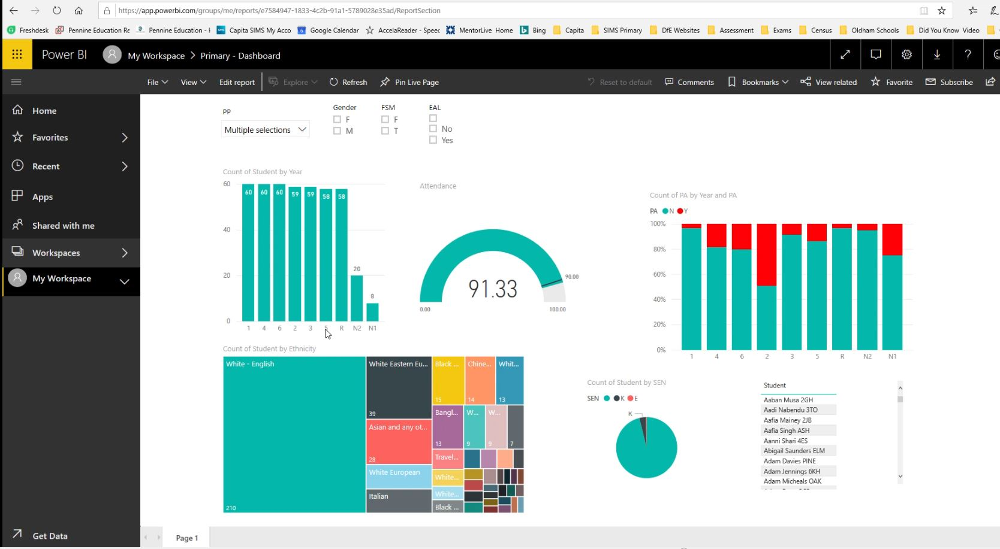 https://app.powerbi.com/groups/me/reports/e7584947-1833-4c2b-91a1-5789028e35ad/ReportSection
Freshdesk Pennine Education Re Pennine Education - H Capita SIMS My Acco Google Calendar AccelaReader - Speec MentorLive Home Bing Capita SIMS Primary DfE Websites Assessment Exams Census Oldham Schools Did You Know Video
Power BI My Workspace > Primary - Dashboard ?
File View Edit report Explore Refresh Pin Live Page Reset to default Comments Bookmarks View related Favorite Subscribe
Home
Favorites
Recent
Apps
Shared with me
Workspaces
My Workspace
Get Data
PP
Multiple selections
Gender
F
M
FSM
F
T
EAL
No
Yes
Count of Student by Year
60
40
20
0
60 60 60 59 59 58 58 20 8
1 4 6 2 3 5 R N2 N1
Attendance
91.33
90.00
0.00 100.00
Count of PA by Year and PA
PA N Y
100%
80%
60%
40%
20%
0%
1 4 6 2 3 5 R N2 N1
Count of Student by Ethnicity
White - English
210
White Eastern Eu...
39
Asian and any ot...
28
White European
Italian
Black ...
15
Chine...
14
Whit...
13
Bangl...
13
W...
9
W...
9
7
Travel...
White...
White...
Black ...
Count of Student by SEN
SEN K E
K
Student
Aaban Musa 2GH
Aadi Nabendu 3TO
Aafia Mainey 2JB
Aafia Singh ASH
Aanni Shari 4ES
Abigail Saunders ELM
Adam Davies PINE
Adam Jennings 6KH
Adam Micheals OAK
Page 1